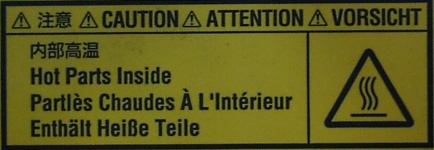 ⚠ 注意 ⚠ CAUTION ⚠ ATTENTION ⚠ VORSICHT
内部高温
Hot Parts Inside
Partlès Chaudes À L'Intérieur
Enthält Heiße Teile